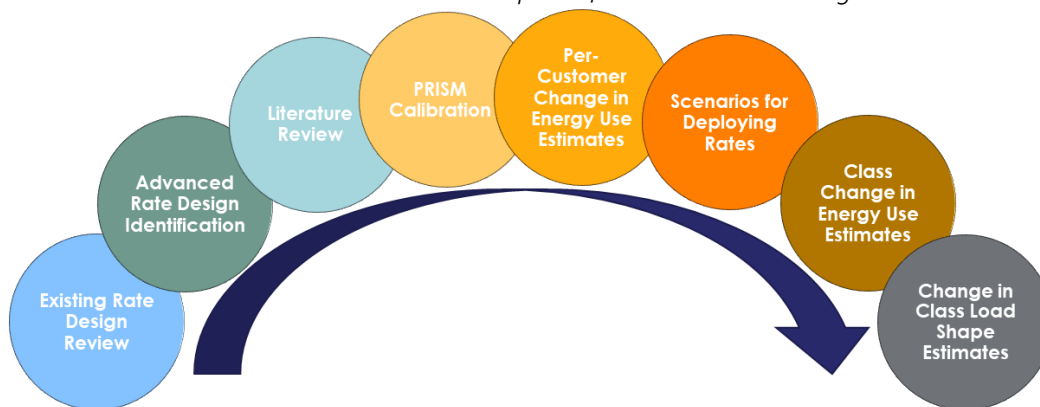 Existing Rate
Design
Review
Advanced
Rate Design
Identification
Literature
Review
PRISM
Calibration
Per-
Customer
Change in
Energy Use
Estimates
Scenarios for
Deploying
Rates
Class
Change in
Energy Use
Estimates
Change in
Class Load
Shape
Estimates